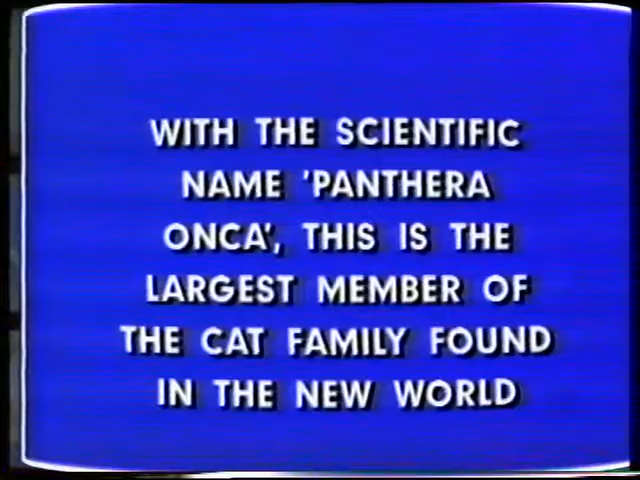 WITH THE SCIENTIFIC
NAME 'PANTHERA
ONCA', THIS IS THE
LARGEST MEMBER OF
THE CAT FAMILY FOUND
IN THE NEW WORLD